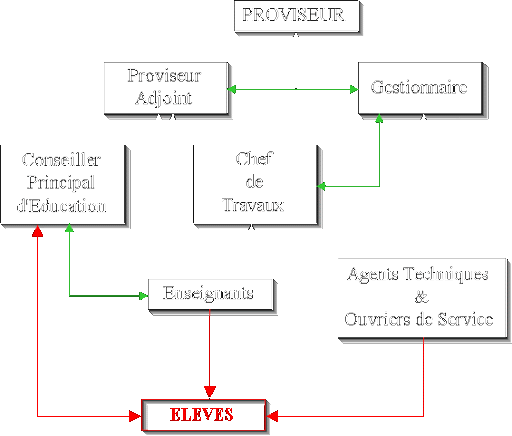 PROVISEUR
Proviseur
Adjoint
Gestionnaire
Conseiller
Principal
d'Education
Chef
de
Travaux
Enseignants
Agents Techniques
&
Ouvriers de Service
ELEVES